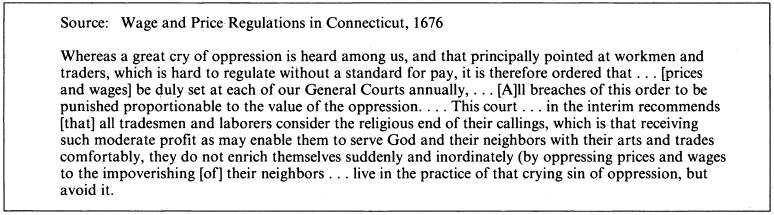 Source: Wage and Price Regulations in Connecticut, 1676
Whereas a great cry of oppression is heard among us, and that principally pointed at workmen and
traders, which is hard to regulate without a standard for pay, it is therefore ordered that . . . [prices
and wages] be duly set at each of our General Courts annually, . . . [A]ll breaches of this order to be
punished proportionable to the value of the oppression. . . . This court . . . in the interim recommends
[that] all tradesmen and laborers consider the religious end of their callings, which is that receiving
such moderate profit as may enable them to serve God and their neighbors with their arts and trades
comfortably, they do not enrich themselves suddenly and inordinately (by oppressing prices and wages
to the impoverishing [of] their neighbors . . . live in the practice of that crying sin of oppression, but
avoid it.